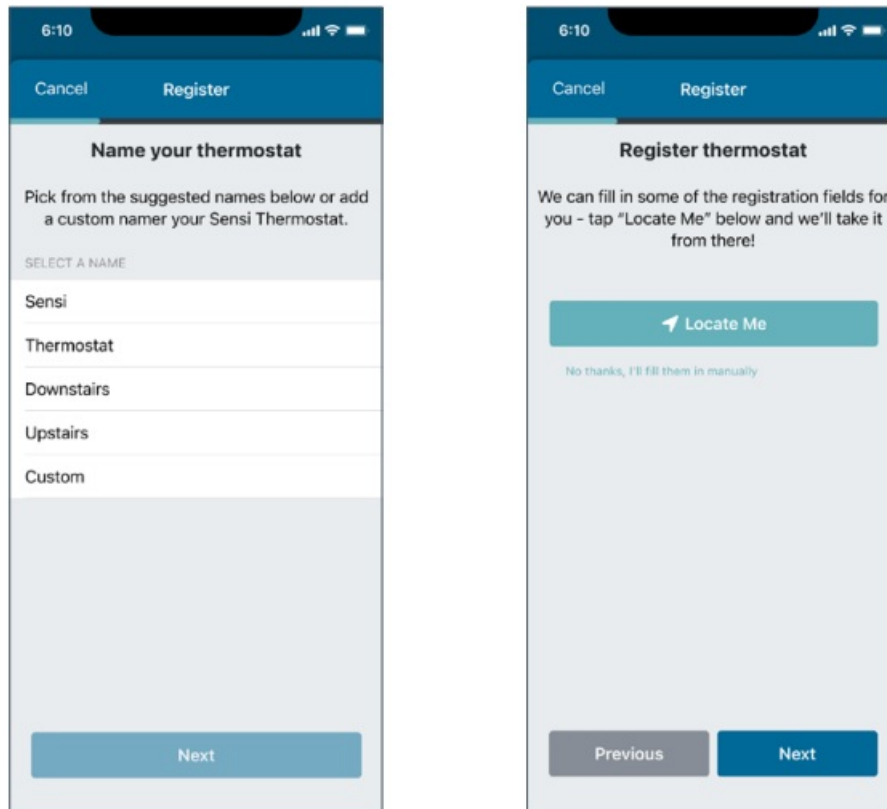 6:10
Cancel
Register
Name your thermostat
Pick from the suggested names below or add
a custom namer your Sensi Thermostat.
SELECT A NAME
Sensi
Thermostat
Downstairs
Upstairs
Custom
Next
6:10
Cancel
Register
Register thermostat
We can fill in some of the registration fields for
you - tap "Locate Me" below and we'll take it
from there!
Locate Me
No thanks, I'll fill them in manually
Previous
Next